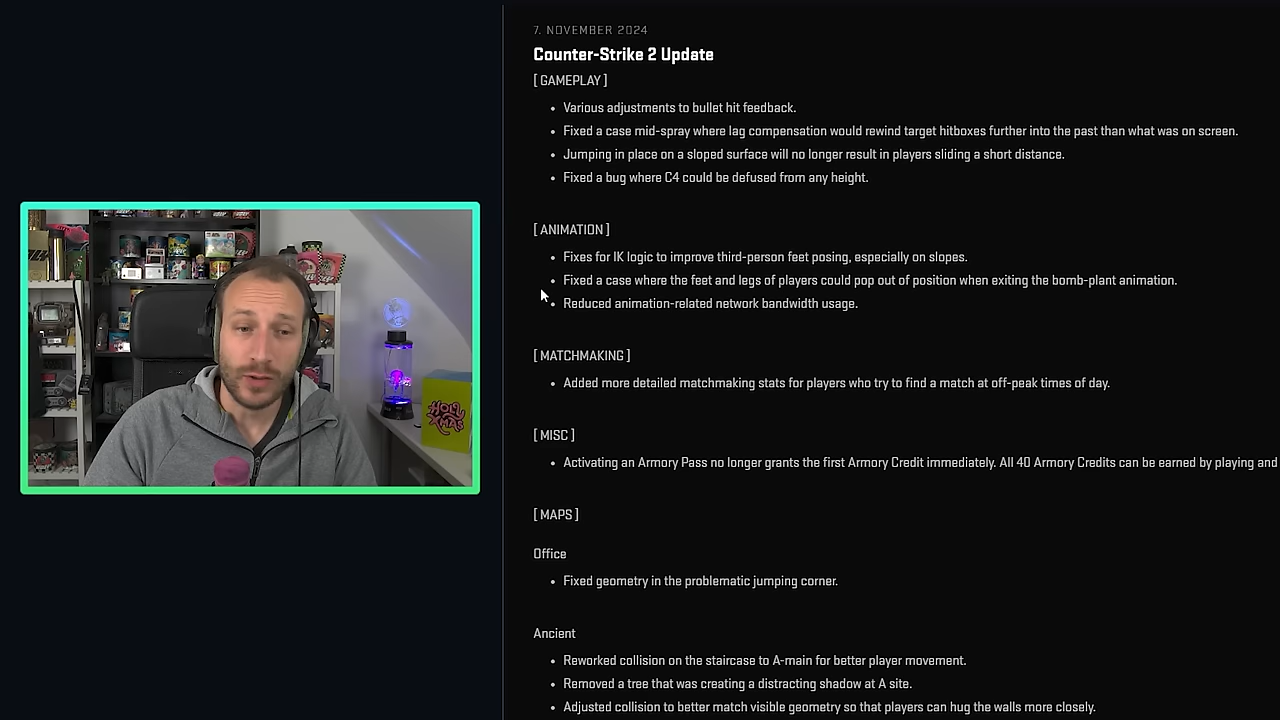 7. NOVEMBER 2024
Counter-Strike 2 Update
[ GAMEPLAY ]
• Various adjustments to bullet hit feedback.
• Fixed a case mid-spray where lag compensation would rewind target hitboxes further into the past than what was on screen.
• Jumping in place on a sloped surface will no longer result in players sliding a short distance.
• Fixed a bug where C4 could be defused from any height.
[ ANIMATION ]
• Fixes for IK logic to improve third-person feet posing, especially on slopes.
• Fixed a case where the feet and legs of players could pop out of position when exiting the bomb-plant animation.
• Reduced animation-related network bandwidth usage.
[ MATCHMAKING ]
• Added more detailed matchmaking stats for players who try to find a match at off-peak times of day.
[ MISC ]
• Activating an Armory Pass no longer grants the first Armory Credit immediately. All 40 Armory Credits can be earned by playing and
[ MAPS ]
Office
• Fixed geometry in the problematic jumping corner.
Ancient
• Reworked collision on the staircase to A-main for better player movement.
• Removed a tree that was creating a distracting shadow at A site.
• Adjusted collision to better match visible geometry so that players can hug the walls more closely.
HOLY
XMAS